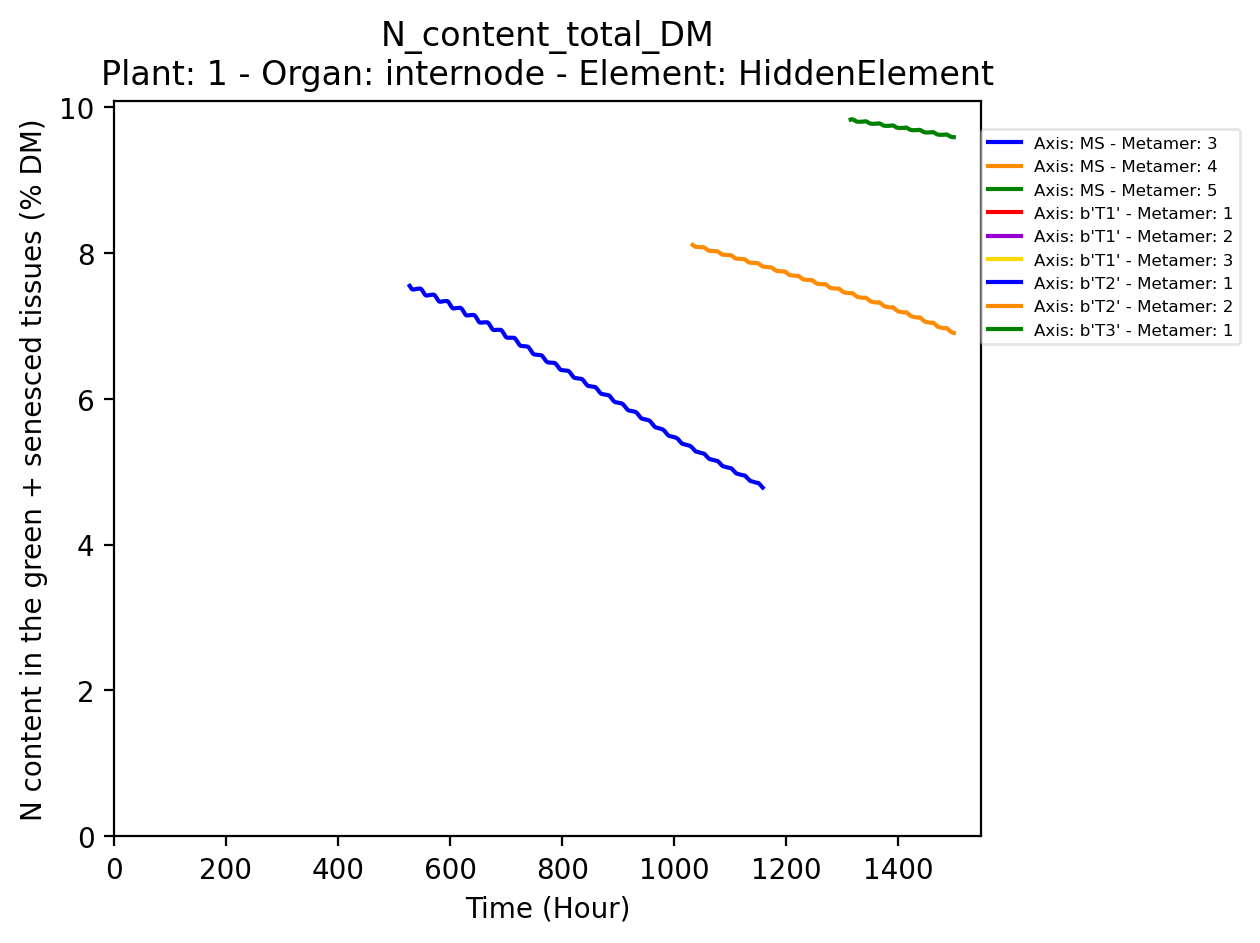 N_content_total_DM
Plant: 1 - Organ: internode - Element: HiddenElement
N content in the green + senesced tissues (% DM)
10
8
6
4
2
0
0 200 400 600 800 1000 1200 1400
Time (Hour)
Axis: MS - Metamer: 3
Axis: MS - Metamer: 4
Axis: MS - Metamer: 5
Axis: b'T1' - Metamer: 1
Axis: b'T1' - Metamer: 2
Axis: b'T1' - Metamer: 3
Axis: b'T2' - Metamer: 1
Axis: b'T2' - Metamer: 2
Axis: b'T3' - Metamer: 1